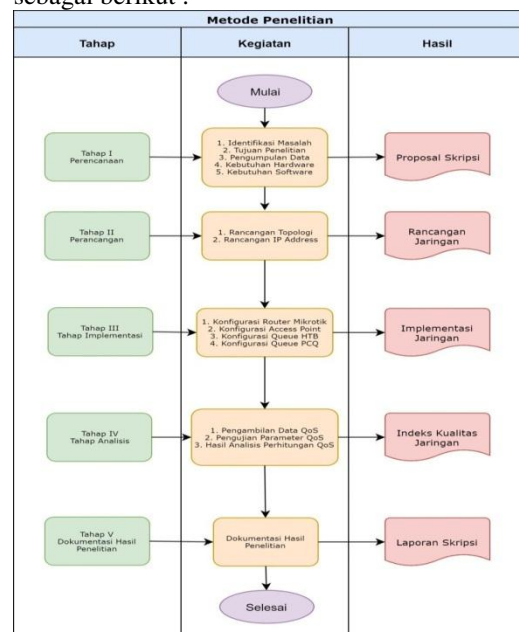 sebagai berikut :
Metode Penelitian
Tahap
Kegiatan
Hasil
Mulai
Tahap I
Perencanaan
1. Identifikasi Masalah
2. Tujuan Penelitian
3. Pengumpulan Data
4. Kebutuhan Hardware
5. Kebutuhan Software
Proposal Skripsi
Tahap II
Perancangan
1. Rancangan Topologi
2. Rancangan IP Address
Rancangan
Jaringan
Tahap III
Tahap Implementasi
1. Konfigurasi Router Mikrotik
2. Konfigurasi Access Point
3. Konfigurasi Queue HTB
4. Konfigurasi Queue PCQ
Implementasi
Jaringan
Tahap IV
Tahap Analisis
1. Pengambilan Data QoS
2. Pengujian Parameter QoS
3. Hasil Analisis Perhitungan QoS
Indeks Kualitas
Jaringan
Tahap V
Dokumentasi Hasil
Penelitian
Dokumentasi Hasil
Penelitian
Laporan Skripsi
Selesai